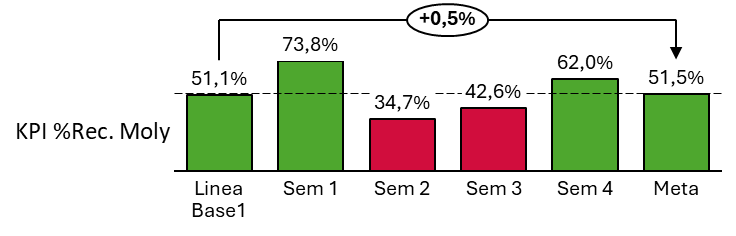 +0,5%
73,8%
62,0%
51,1%
51,5%
42,6%
34,7%
KPI %Rec. Moly
Linea Base1
Sem 1
Sem 2
Sem 3
Sem 4
Meta